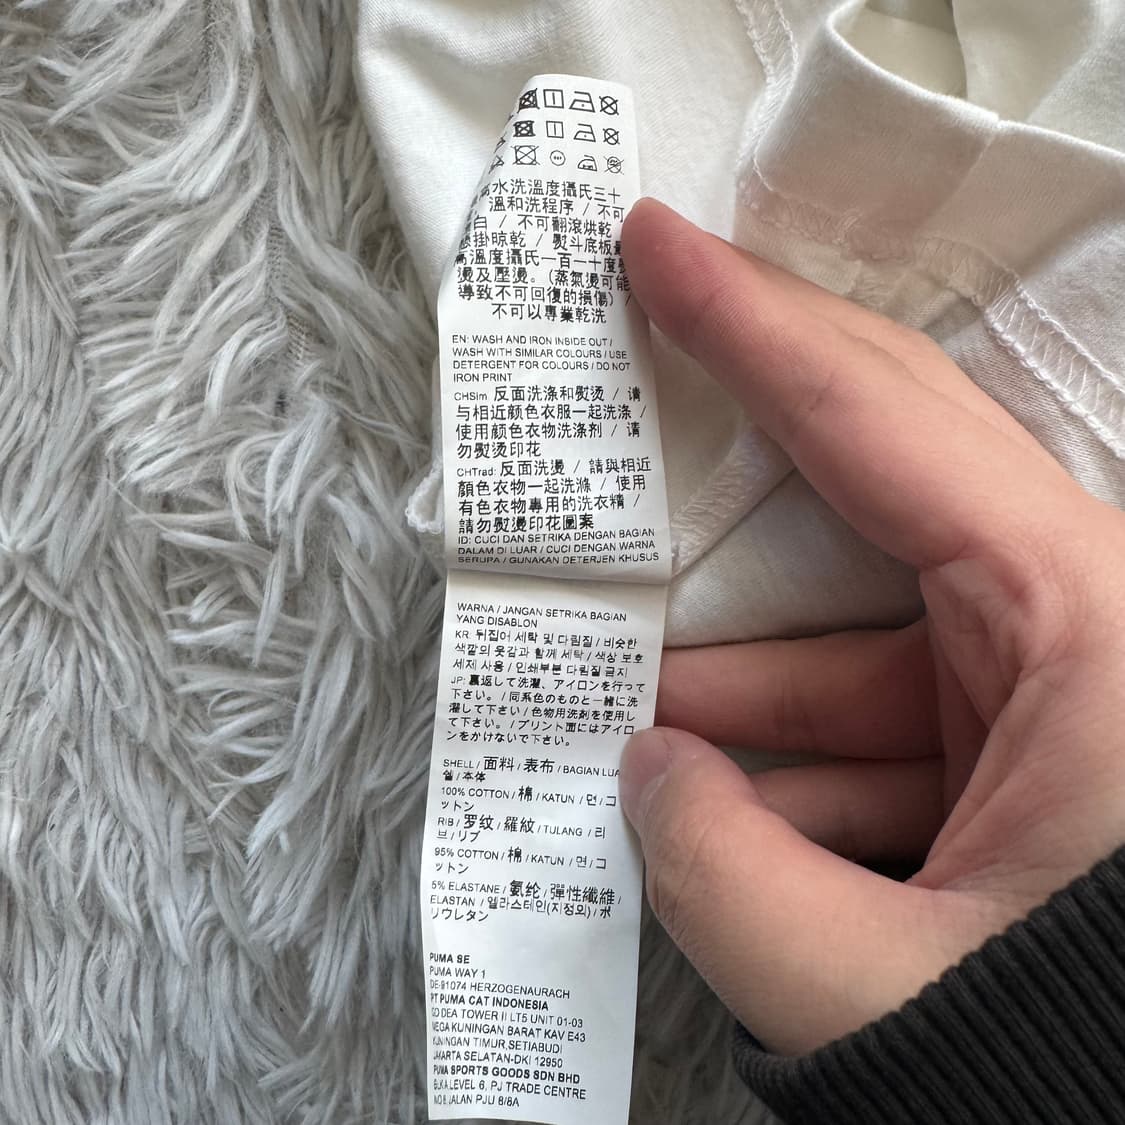 水洗溫度攝氏三十
溫和洗程序 / 不可
白 / 不可翻滾烘乾
掛晾乾 / 熨斗底板最
高溫度攝氏一百一十度熨
燙及壓燙。(蒸氣燙可能
導致不可回復的損傷) /
不可以專業乾洗
EN: WASH AND IRON INSIDE OUT /
WASH WITH SIMILAR COLOURS / USE
DETERGENT FOR COLOURS / DO NOT
IRON PRINT
CHSim 反面洗涤和熨烫 / 请
与相近颜色衣服一起洗涤 /
使用颜色衣物洗涤剂 / 请
勿熨烫印花
CHTrad: 反面洗燙 / 請與相近
顏色衣物一起洗滌 / 使用
有色衣物專用的洗衣精 /
請勿熨燙印花圖案
ID: CUCI DAN SETRIKA DENGAN BAGIAN
DALAM DI LUAR / CUCI DENGAN WARNA
SERUPA / GUNAKAN DETERJEN KHUSUS
WARNA / JANGAN SETRIKA BAGIAN
YANG DISABLON
KR: 뒤집어 세탁 및 다림질 / 비슷한
색깔의 옷감과 함께 세탁 / 색상 보호
세제 사용 / 인쇄부분 다림질 금지
JP: 裏返して洗濯、アイロンを行って
下さい。 / 同系色のものと一緒に洗
濯して下さい / 色物用洗剤を使用し
て下さい。 / プリント面にはアイロ
ンをかけないで下さい。
SHELL / 面料 / 表布 / BAGIAN LUA
쉘 / 本体
100% COTTON / 棉 / KATUN / 면 / コ
ットン
RIB / 罗纹 / 羅紋 / TULANG / 리
브 / リブ
95% COTTON / 棉 / KATUN / 면 / コ
ットン
5% ELASTANE / 氨纶 / 彈性纖維 /
ELASTAN / 엘라스테인(지정외) / ポ
リウレタン
PUMA SE
PUMA WAY 1
DE-91074 HERZOGENAURACH
PT PUMA CAT INDONESIA
GD DEA TOWER II LT5 UNIT 01-03
MEGA KUNINGAN BARAT KAV E43
KUNINGAN TIMUR,SETIABUDI
JAKARTA SELATAN-DKI 12950
PUMA SPORTS GOODS SDN BHD
BLK A,LEVEL 6, PJ TRADE CENTRE
NO.8 JALAN PJU 8/8A